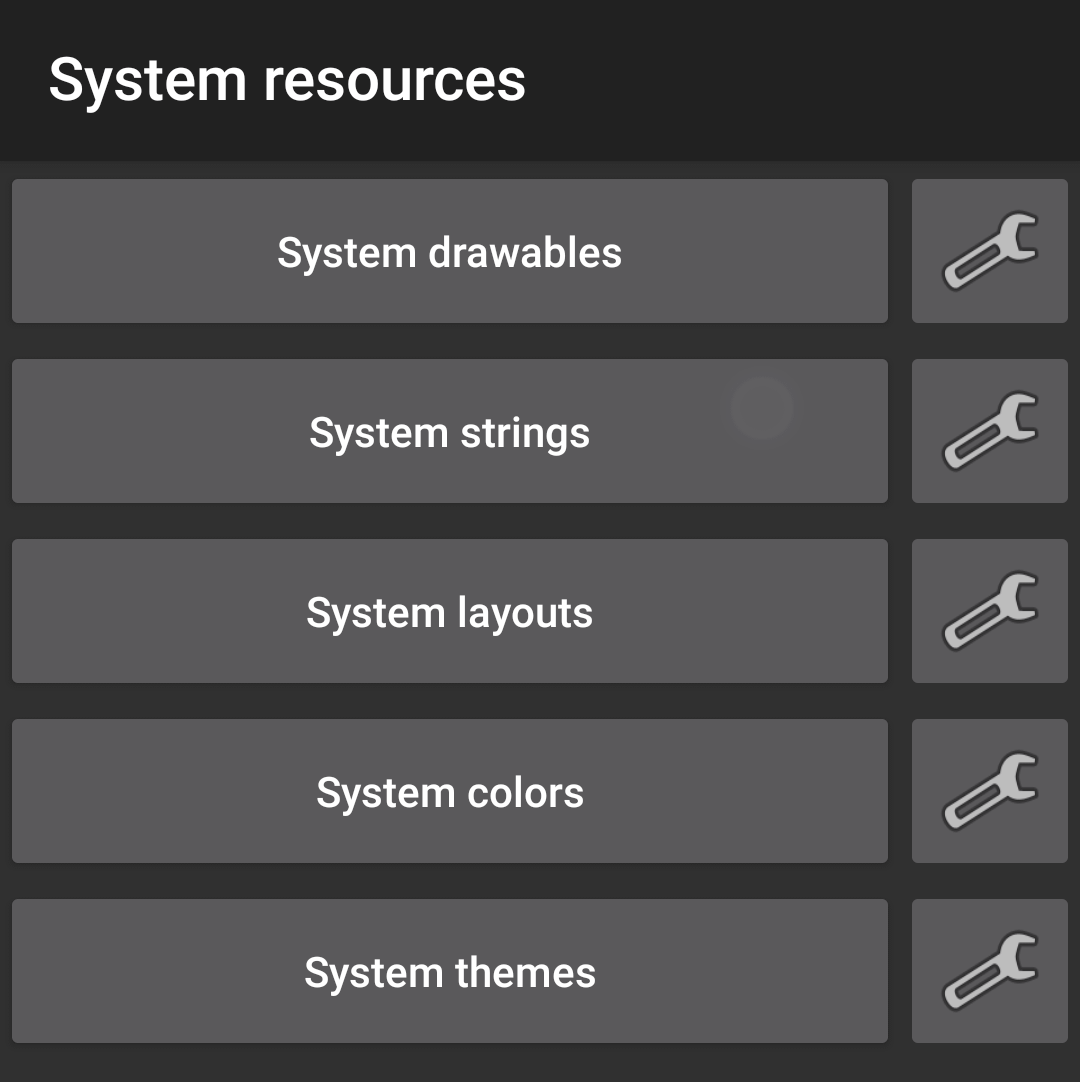 System resources
System drawables
System strings
System layouts
System colors
System themes